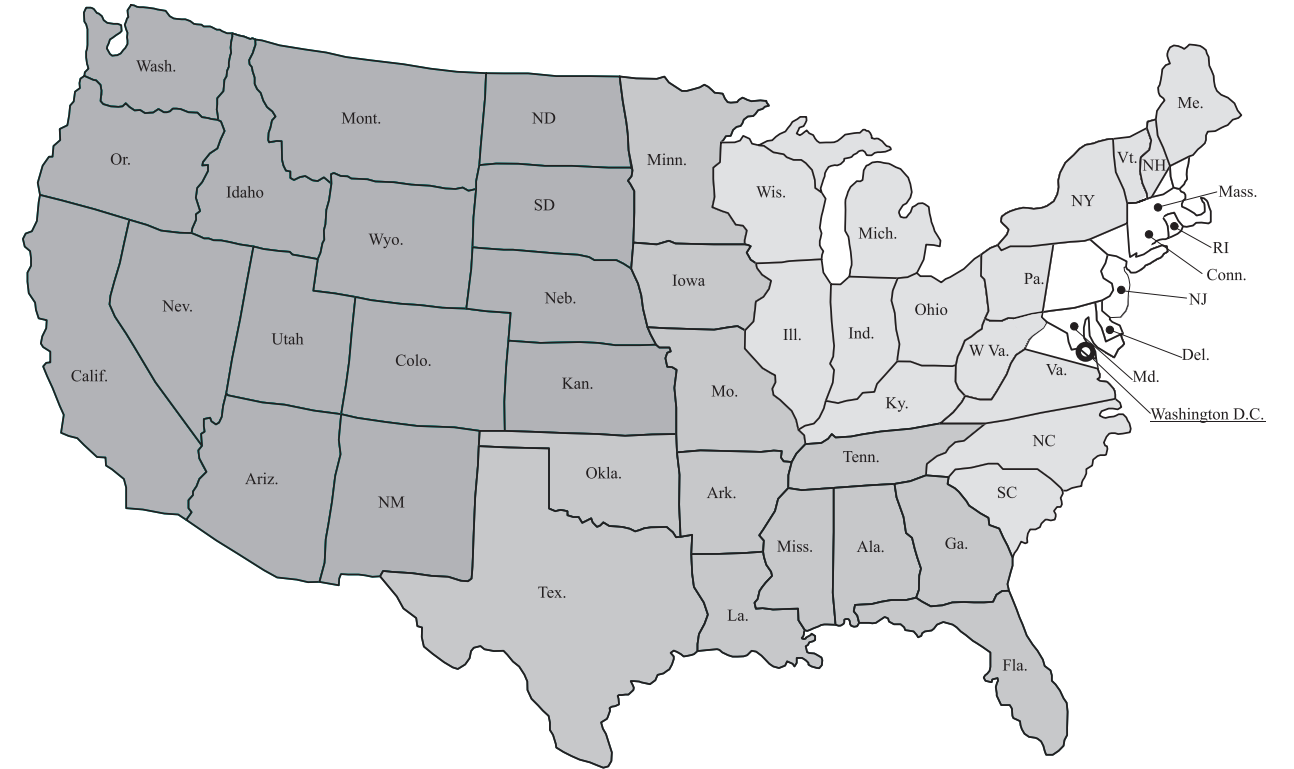 Wash.
Or.
Calif.
Idaho
Nev.
Mont.
Wyo.
Utah
Ariz.
Colo.
NM
ND
SD
Neb.
Kan.
Okla.
Tex.
Minn.
Iowa
Mo.
Ark.
La.
Wis.
Ill.
Mich.
Ind.
Ohio
Ky.
Tenn.
Miss.
Ala.
Ga.
Fla.
SC
NC
Va.
W Va.
Pa.
NY
Vt.
NH
Me.
Mass.
RI
Conn.
NJ
Del.
Md.
Washington D.C.